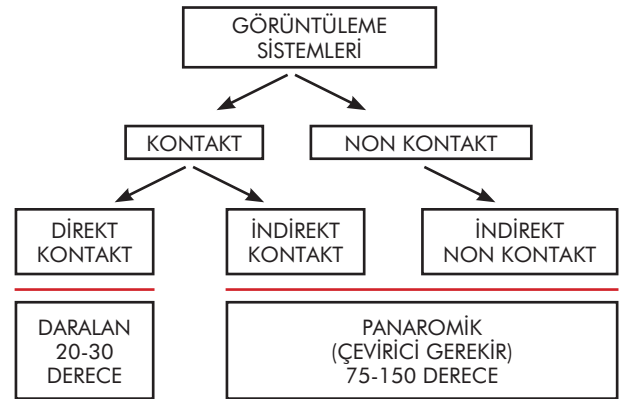 GÖRÜNTÜLEME
SİSTEMLERİ
KONTAKT
NON KONTAKT
DİREKT
KONTAKT
İNDİREKT
KONTAKT
İNDİREKT
NON KONTAKT
DARALAN
20-30
DERECE
PANAROMİK
(ÇEVİRİCİ GEREKİR)
75-150 DERECE